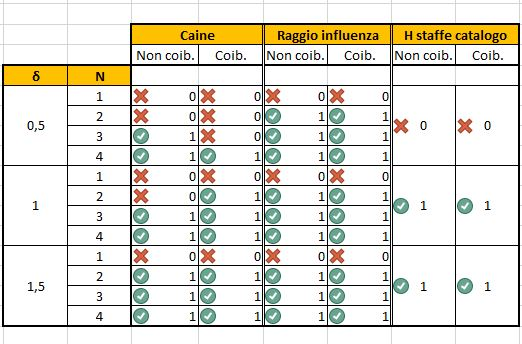 Caine Raggio influenza H staffe catalogo
Non coib. Coib. Non coib. Coib. Non coib. Coib.
δ N
0,5 1 0 0 0 0 0 0
2 0 0 1 1
3 1 0 1 1
4 1 1 1 1
1 1 0 0 0 0 1 1
2 0 1 1 1
3 1 1 1 1
4 1 1 1 1
1,5 1 0 0 0 0 1 1
2 1 1 1 1
3 1 1 1 1
4 1 1 1 1